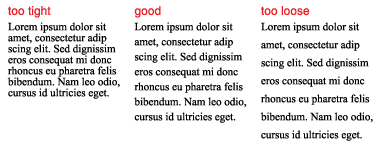 too tight
Lorem ipsum dolor sit
amet, consectetur adip
scing elit. Sed dignissim
eros consequat mi donc
rhoncus eu pharetra felis
bibendum. Nam leo odio,
cursus id ultricies eget.
good
Lorem ipsum dolor sit
amet, consectetur adip
scing elit. Sed dignissim
eros consequat mi donc
rhoncus eu pharetra felis
bibendum. Nam leo odio,
cursus id ultricies eget.
too loose
Lorem ipsum dolor sit
amet, consectetur adip
scing elit. Sed dignissim
eros consequat mi donc
rhoncus eu pharetra felis
bibendum. Nam leo odio,
cursus id ultricies eget.